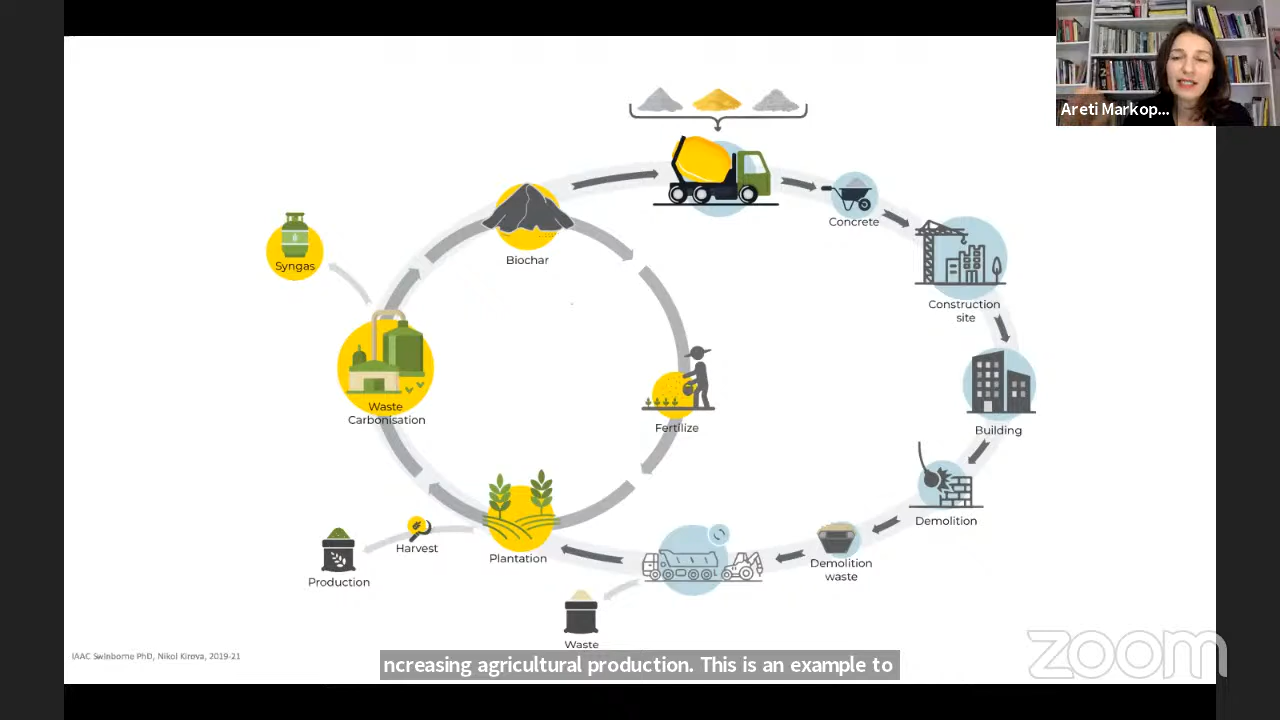 Areti Markop...
Concrete
Syngas
Biochar
Construction
site
Waste
Carbonisation
Fertilize
Building
Demolition
Harvest
Plantation
Demolition
waste
Production
Waste
IAAC Swinborne PhD, Nikol Kirova, 2019-21
ncreasing agricultural production. This is an example to
zoom